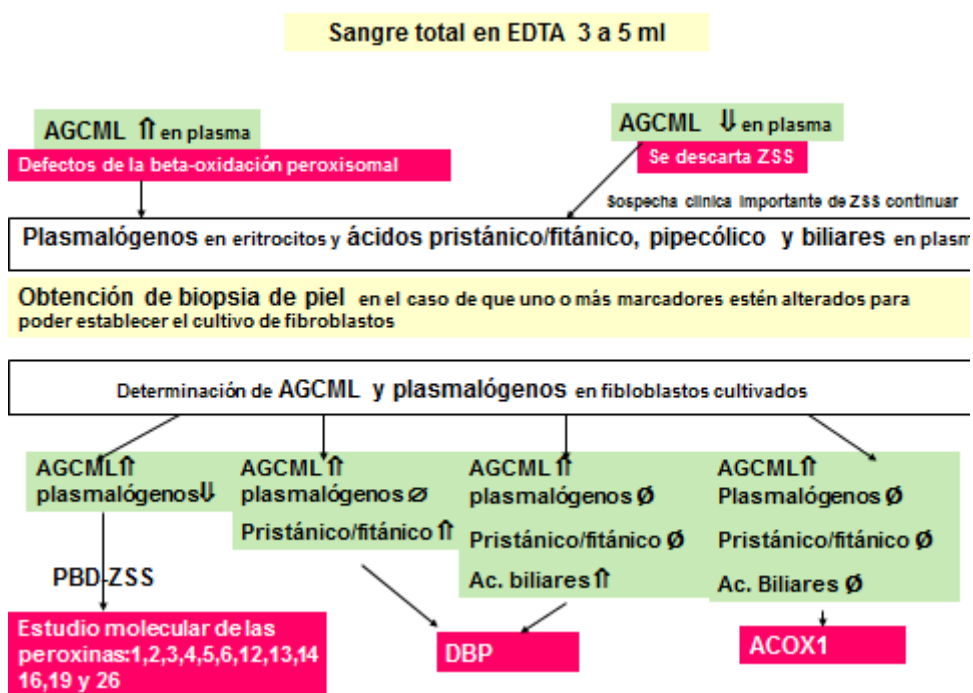 Sangre total en EDTA 3 a 5 ml
AGCML ⇑ en plasma
Defectos de la beta-oxidación peroxisomal
AGCML ⇓ en plasma
Se descarta ZSS
Sospecha clinica importante de ZSS continuar
Plasmalógenos en eritrocitos y ácidos pristánico/fitánico, pipecólico y biliares en plasm
Obtención de biopsia de piel en el caso de que uno o más marcadores estén alterados para
poder establecer el cultivo de fibroblastos
Determinación de AGCML y plasmalógenos en fibloblastos cultivados
AGCML⇑
plasmalógenos⇓
AGCML ⇑
plasmalógenos ∅
Pristánico/fitánico ⇑
AGCML ⇑
plasmalógenos Ø
Pristánico/fitánico Ø
Ac. biliares ⇑
AGCML⇑
Plasmalógenos Ø
Pristánico/fitánico Ø
Ac. Biliares Ø
PBD-ZSS
Estudio molecular de las
peroxinas:1,2,3,4,5,6,12,13,14
16,19 y 26
DBP
ACOX1